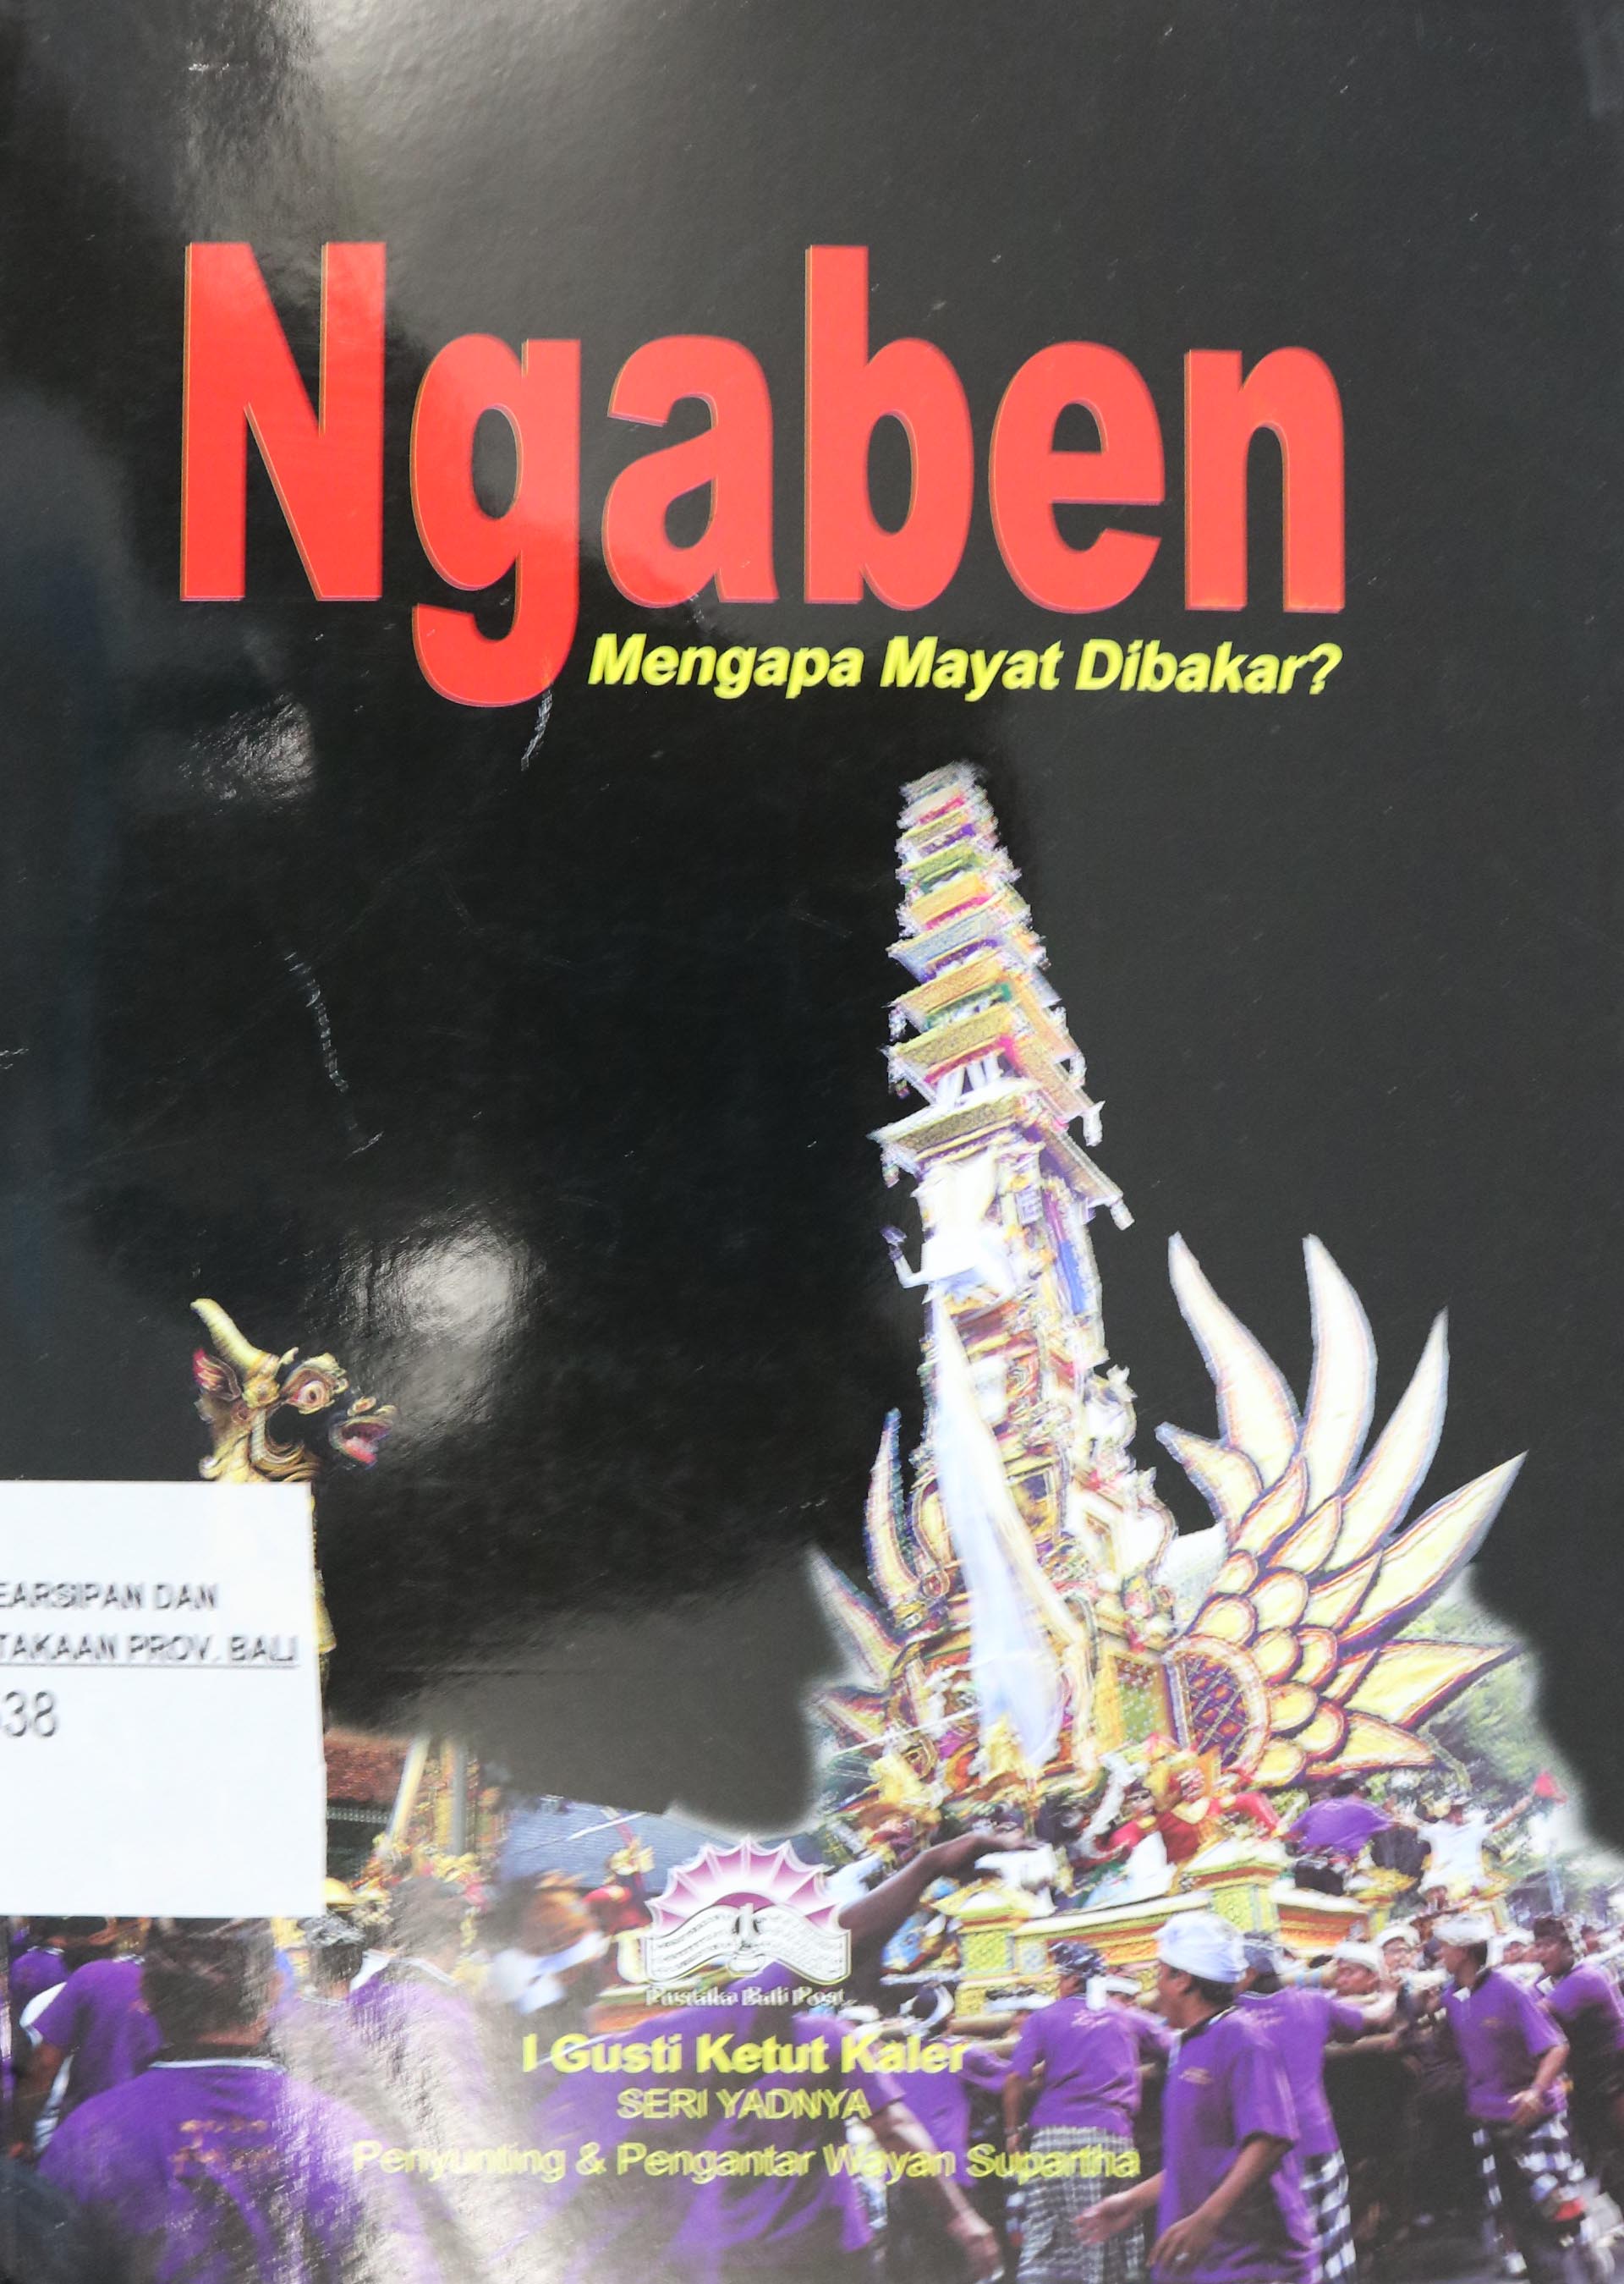 Ngaben
Mengapa Mayat Dibakar?
EARSIPAN DAN
TAKAAN PROV. BALI
38
Pustaka Bali Post
I Gusti Ketut Kaler
SERI YADNYA
Penyunting & Pengantar Wayan Supartha